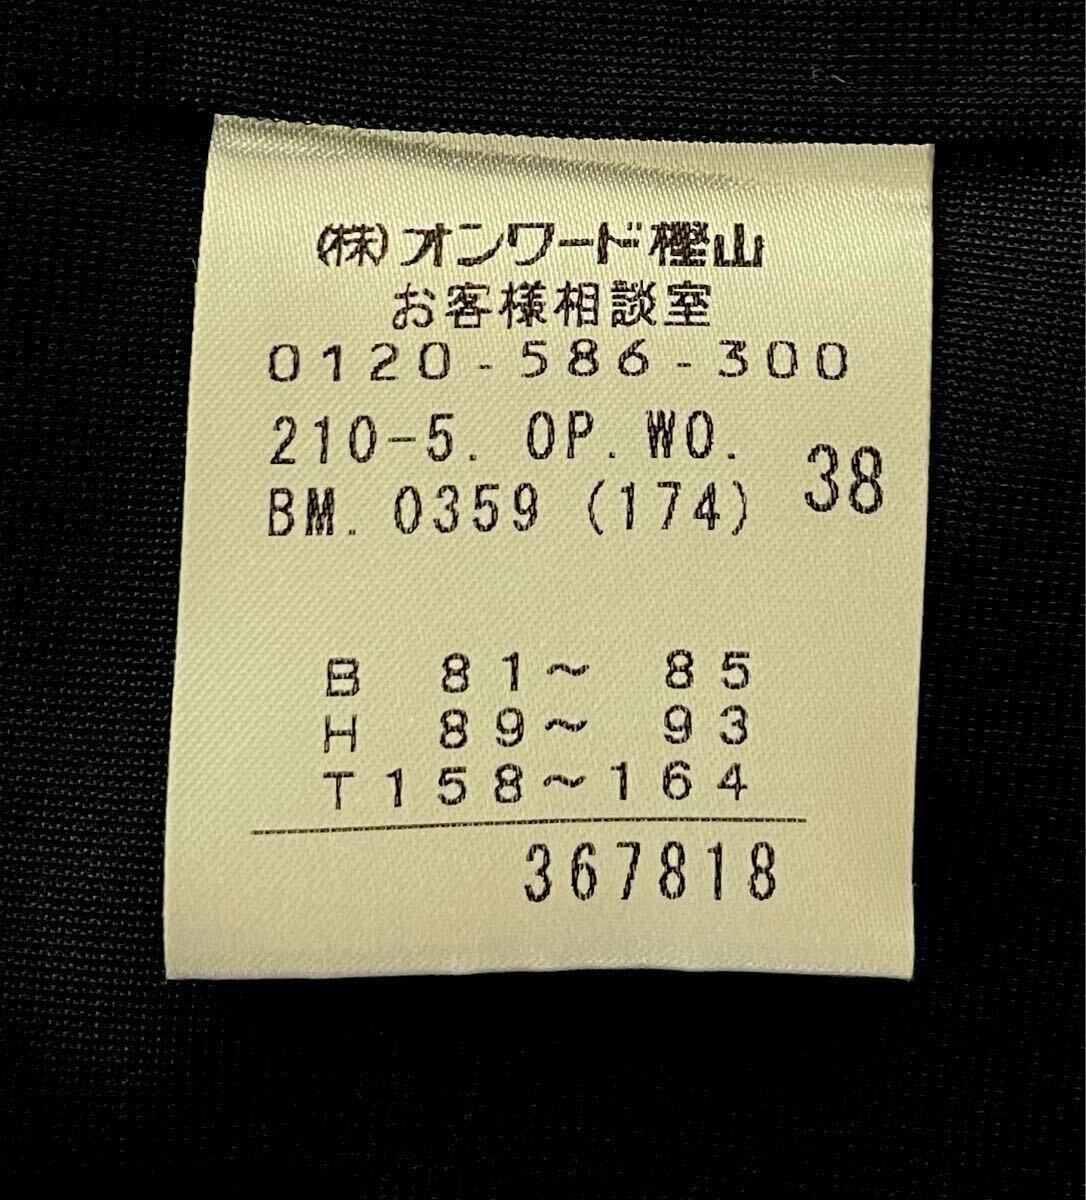 (株)オンワード樫山
お客様相談室
0120-586-300
210-5. OP. WO.
BM. 0359 (174) 38
B 81~ 85
H 89~ 93
T158~164
367818